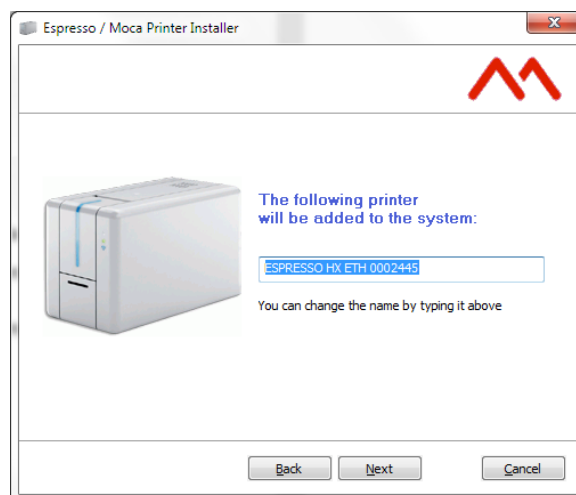 Espresso / Moca Printer Installer
The following printer
will be added to the system:
ESPRESSO HX ETH 0002445
You can change the name by typing it above
Back Next Cancel